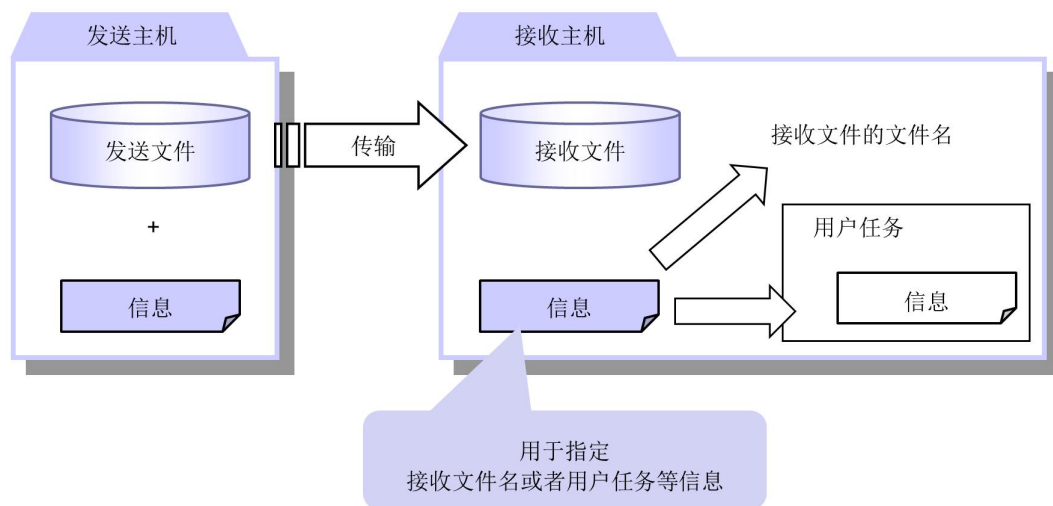 发送主机
发送文件
+
信息
传输
接收主机
接收文件
接收文件的文件名
信息
用户任务
信息
用于指定
接收文件名或者用户任务等信息